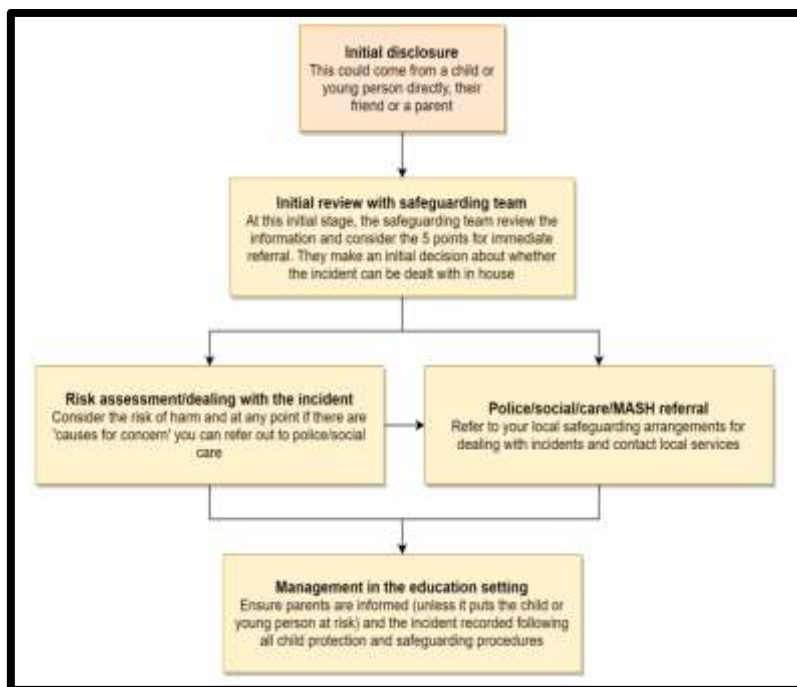 Initial disclosure
This could come from a child or
young person directly, their
friend or a parent
Initial review with safeguarding team
At this initial stage, the safeguarding team review the
information and consider the 5 points for immediate
referral. They make an initial decision about whether
the incident can be dealt with in house
Risk assessment/dealing with the incident
Consider the risk of harm and at any point if there are
'causes for concern' you can refer out to police/social
care
Police/social/care/MASH referral
Refer to your local safeguarding arrangements for
dealing with incidents and contact local services
Management in the education setting
Ensure parents are informed (unless it puts the child or
young person at risk) and the incident recorded following
all child protection and safeguarding procedures